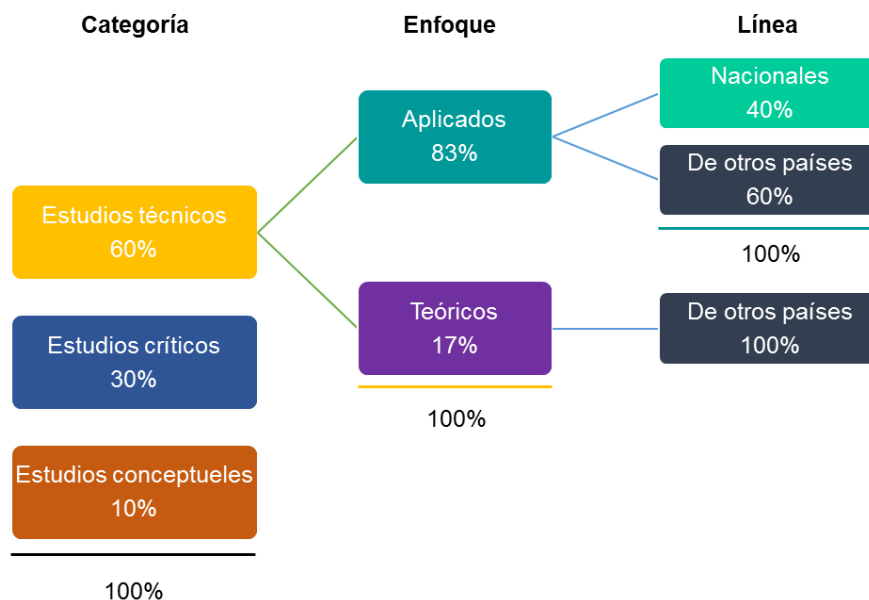 Categoría
Enfoque
Línea
Estudios técnicos
60%
Estudios críticos
30%
Estudios conceptueles
10%
100%
Aplicados
83%
Teóricos
17%
100%
Nacionales
40%
De otros países
60%
100%
De otros países
100%